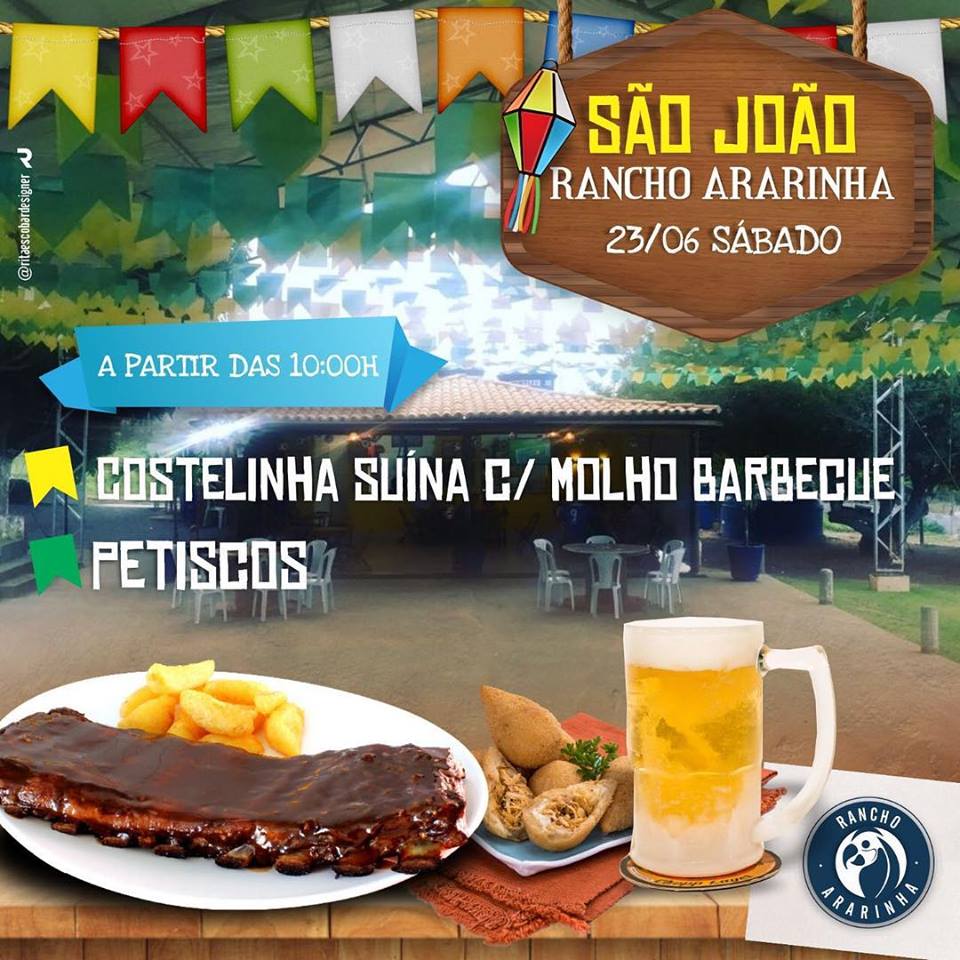 SÃO JOÃO
RANCHO ARARINHA
23/06 SÁBADO
@ritaescobardesigner
A PARTIR DAS 10:00H
COSTELINHA SUÍNA C/ MOLHO BARBECUE
PETISCOS
RANCHO
ARARINHA